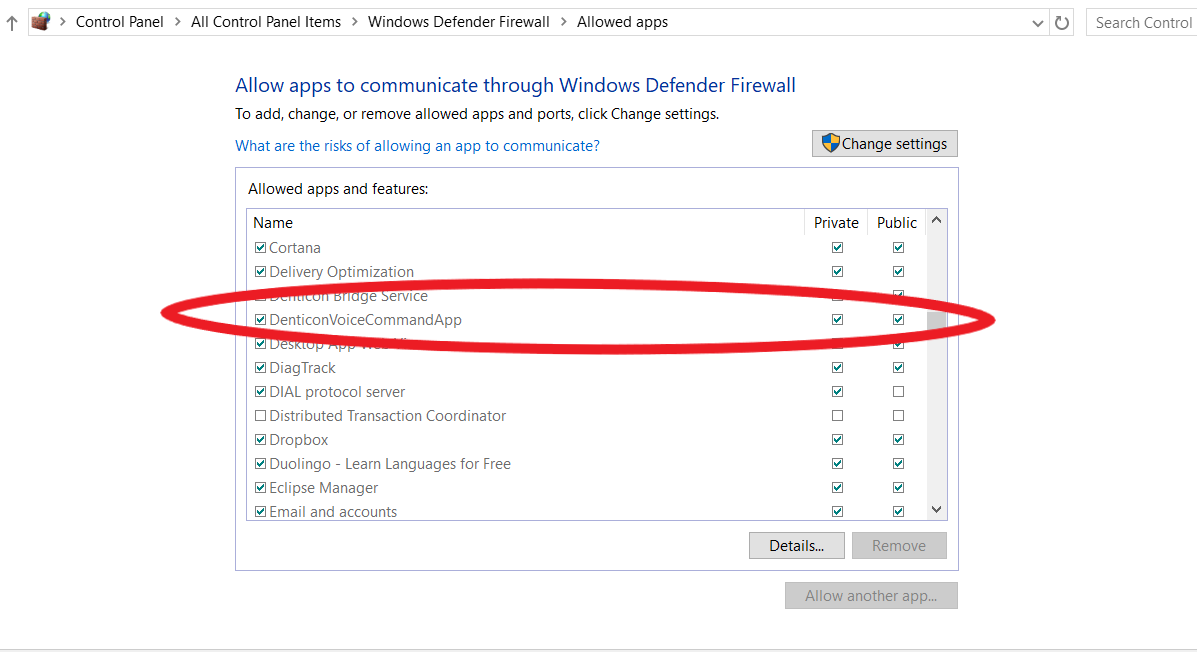 Control Panel > All Control Panel Items > Windows Defender Firewall > Allowed apps
Search Control
Allow apps to communicate through Windows Defender Firewall
To add, change, or remove allowed apps and ports, click Change settings.
What are the risks of allowing an app to communicate?
Change settings
Allowed apps and features:
Name Private Public
Cortana
Delivery Optimization
Denticon Bridge Service
DenticonVoiceCommandApp
Desktop App Web
DiagTrack
DIAL protocol server
Distributed Transaction Coordinator
Dropbox
Duolingo - Learn Languages for Free
Eclipse Manager
Email and accounts
Details... Remove
Allow another app...